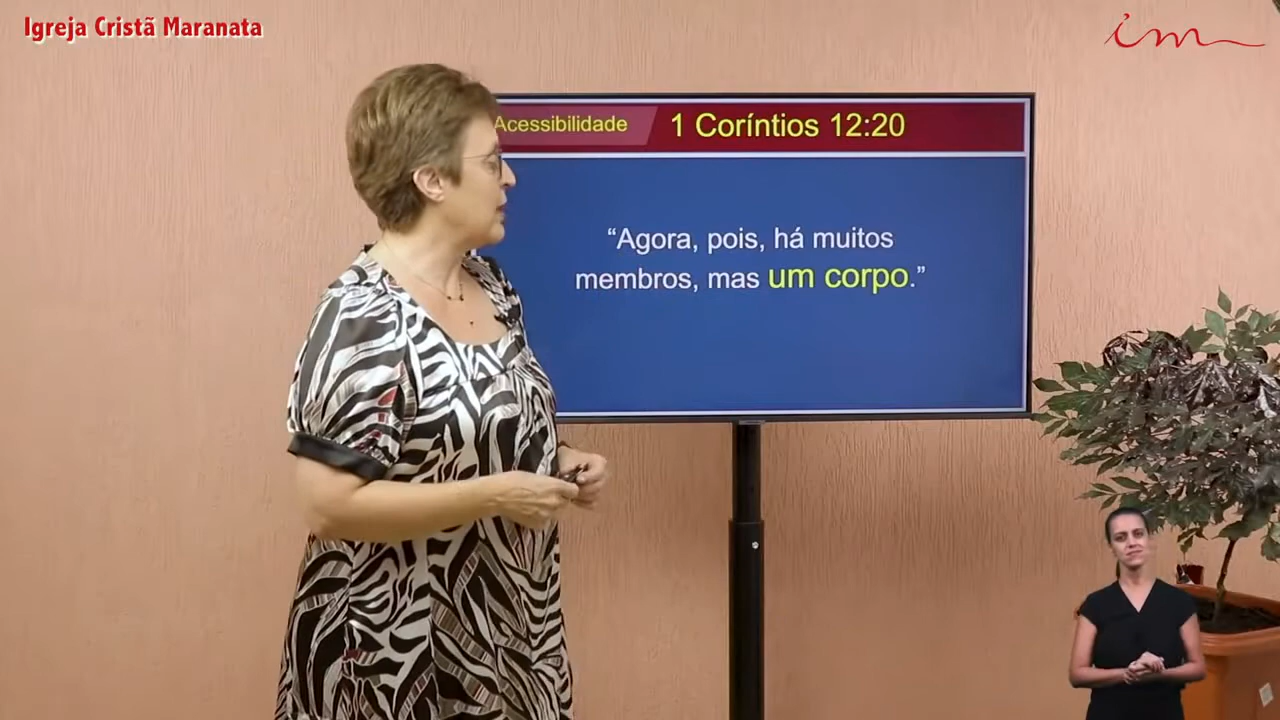 Igreja Cristã Maranata
im
Acessibilidade
1 Coríntios 12:20
“Agora, pois, há muitos
membros, mas um corpo.”